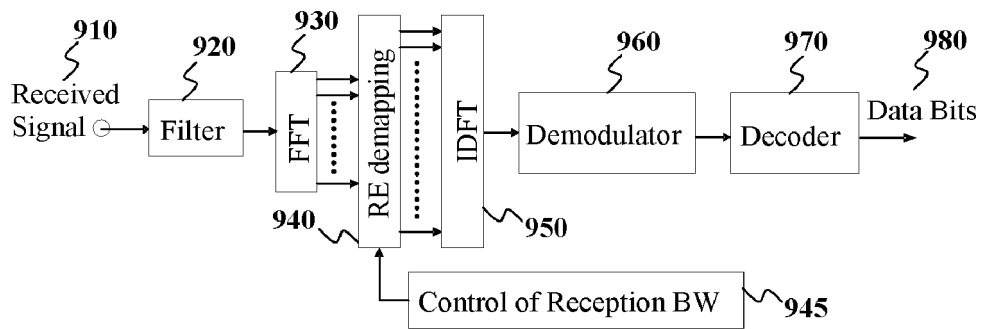 910
Received
Signal
920
Filter
930
FFT
RE demapping
940
IDFT
950
960
Demodulator
970
Decoder
980
Data Bits
Control of Reception BW
945